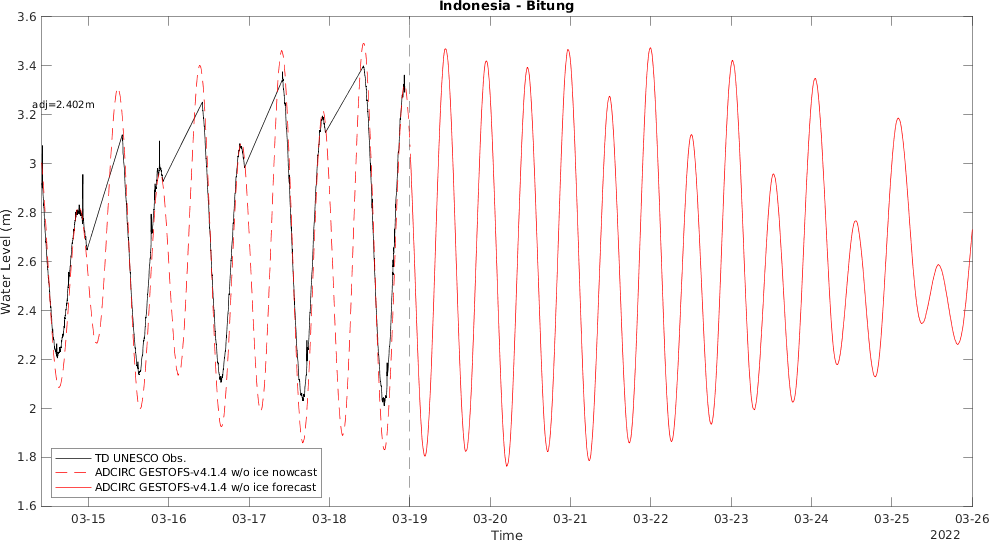 Indonesia - Bitung
3.6
3.4
adj=2.402m
3.2
3
2.8
2.6
2.4
2.2
2
1.8
1.6
Water Level (m)
TD UNESCO Obs.
ADCIRC GESTOFS-v4.1.4 w/o ice nowcast
ADCIRC GESTOFS-v4.1.4 w/o ice forecast
03-15 03-16 03-17 03-18 03-19 03-20 03-21 03-22 03-23 03-24 03-25 03-26
Time
2022